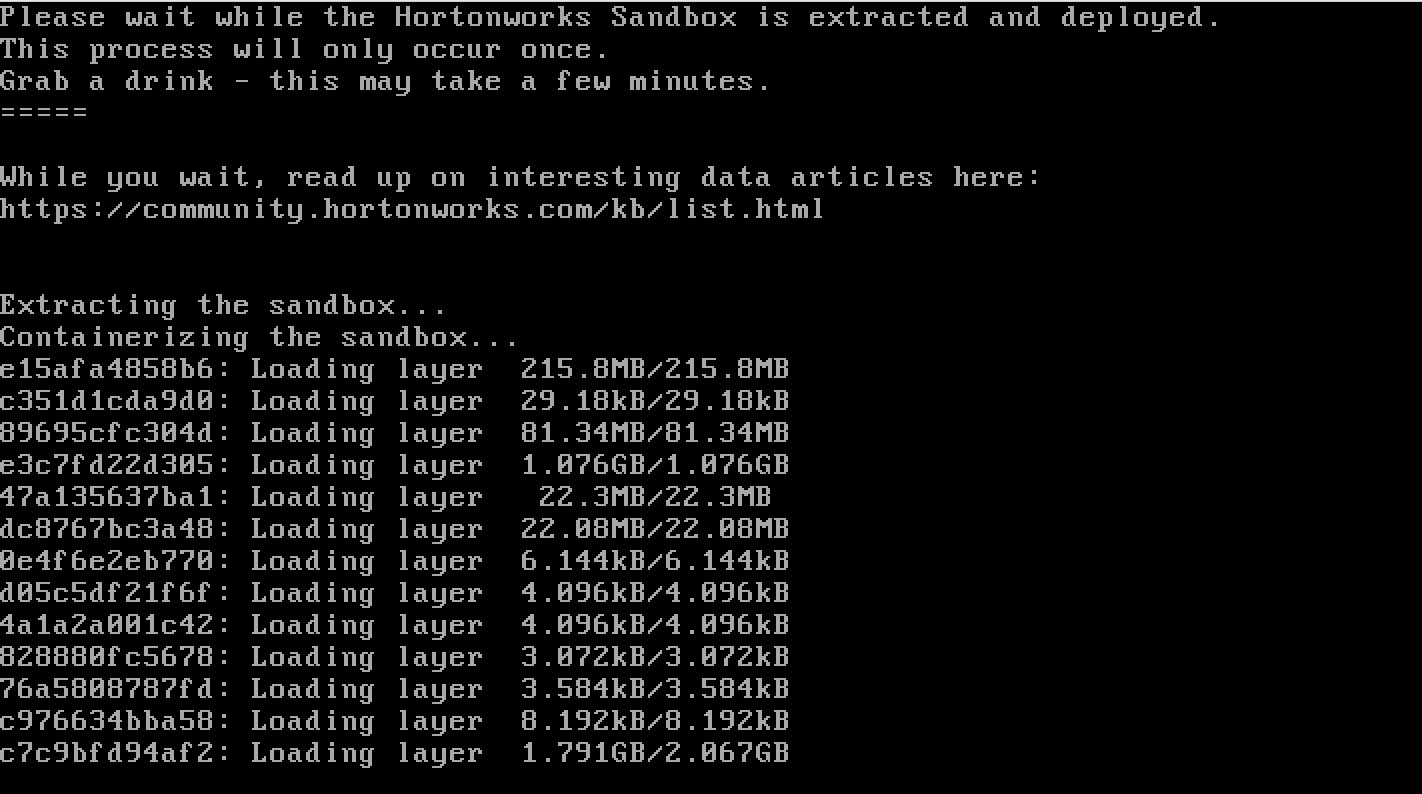 Please wait while the Hortonworks Sandbox is extracted and deployed.
This process will only occur once.
Grab a drink - this may take a few minutes.
=====
While you wait, read up on interesting data articles here:
https://community.hortonworks.com/kb/list.html
Extracting the sandbox...
Containerizing the sandbox...
e15afa4858b6: Loading layer  215.8MB/215.8MB
c351d1cda9d0: Loading layer  29.18kB/29.18kB
89695cfc304d: Loading layer  81.34MB/81.34MB
e3c7fd22d305: Loading layer  1.076GB/1.076GB
47a135637ba1: Loading layer   22.3MB/22.3MB
dc8767bc3a48: Loading layer  22.08MB/22.08MB
0e4f6e2eb770: Loading layer  6.144kB/6.144kB
d05c5df21f6f: Loading layer  4.096kB/4.096kB
4a1a2a001c42: Loading layer  4.096kB/4.096kB
828880fc5678: Loading layer  3.072kB/3.072kB
76a5808787fd: Loading layer  3.584kB/3.584kB
c976634bba58: Loading layer  8.192kB/8.192kB
c7c9bfd94af2: Loading layer  1.791GB/2.067GB